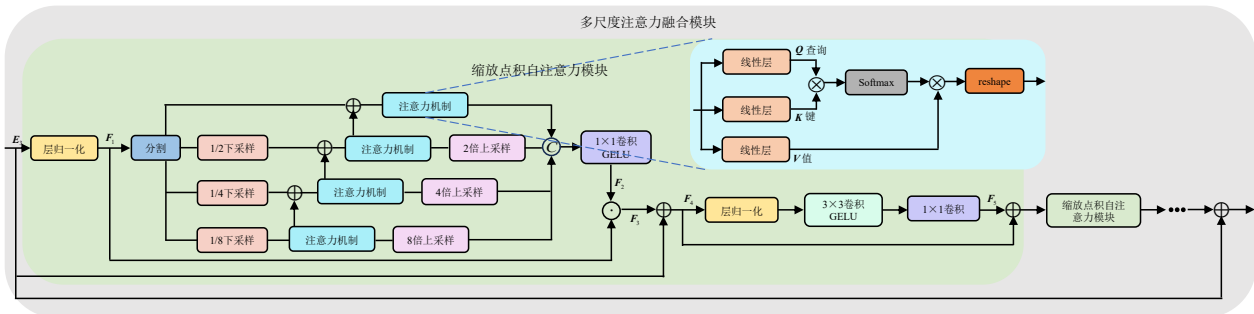 多尺度注意力融合模块
缩放点积自注意力模块
Q 查询
线性层
线性层
线性层
K 键
V 值
Softmax
reshape
注意力机制
E
层归一化
F₁
分割
1/2下采样
注意力机制
2倍上采样
C
1×1卷积
GELU
F₂
1/4下采样
注意力机制
4倍上采样
1/8下采样
注意力机制
8倍上采样
F₃
F₄
层归一化
3×3卷积
GELU
1×1卷积
F₅
缩放点积自注
意力模块